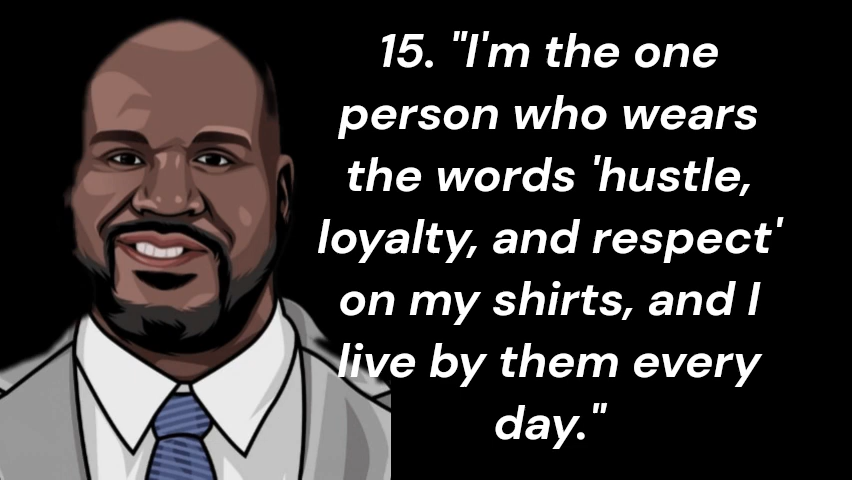 15. "I'm the one
person who wears
the words 'hustle,
loyalty, and respect'
on my shirts, and I
live by them every
day."